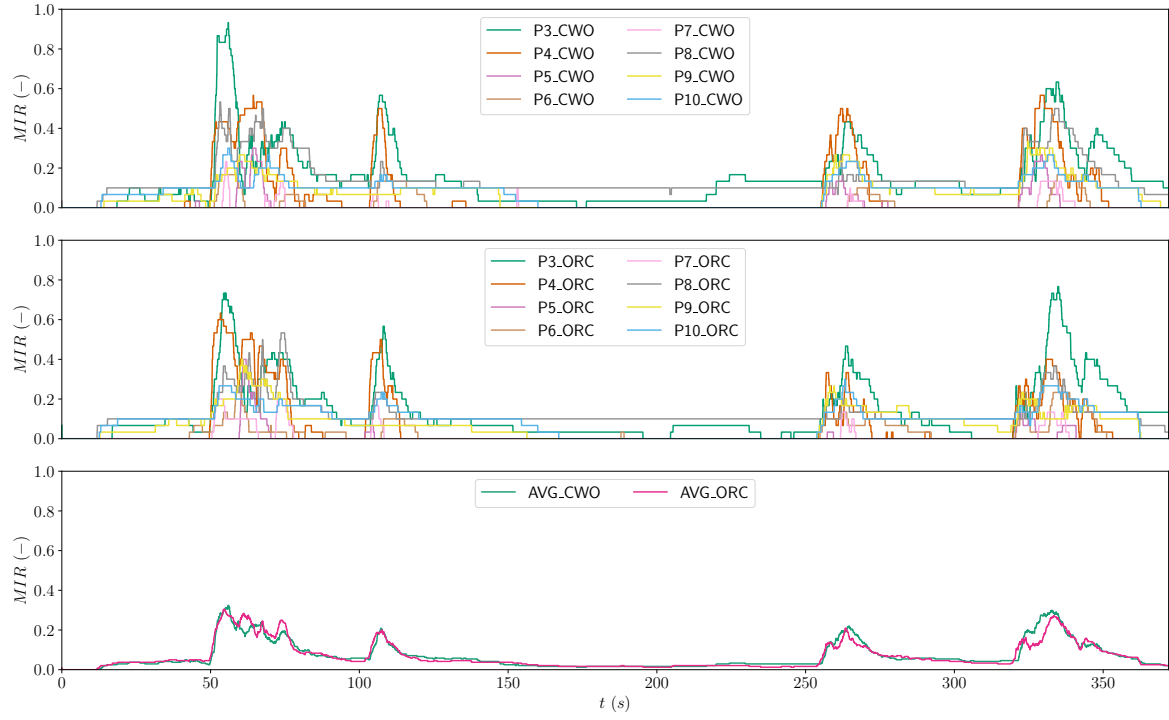 1.0
0.8
0.6
0.4
0.2
0.0
MIR (−)
P3_CWO P7_CWO
P4_CWO P8_CWO
P5_CWO P9_CWO
P6_CWO P10_CWO
1.0
0.8
0.6
0.4
0.2
0.0
MIR (−)
P3_ORC P7_ORC
P4_ORC P8_ORC
P5_ORC P9_ORC
P6_ORC P10_ORC
1.0
0.8
0.6
0.4
0.2
0.0
MIR (−)
AVG_CWO AVG_ORC
0 50 100 150 200 250 300 350
t (s)